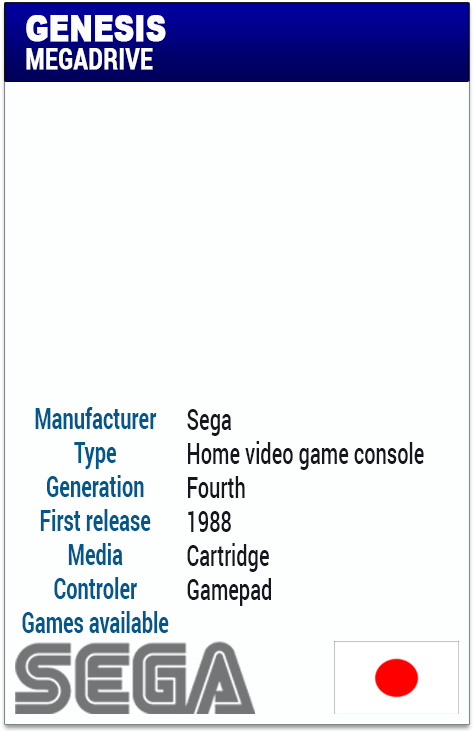 GENESIS
MEGADRIVE
Manufacturer Sega
Type Home video game console
Generation Fourth
First release 1988
Media Cartridge
Controler Gamepad
Games available
SEGA